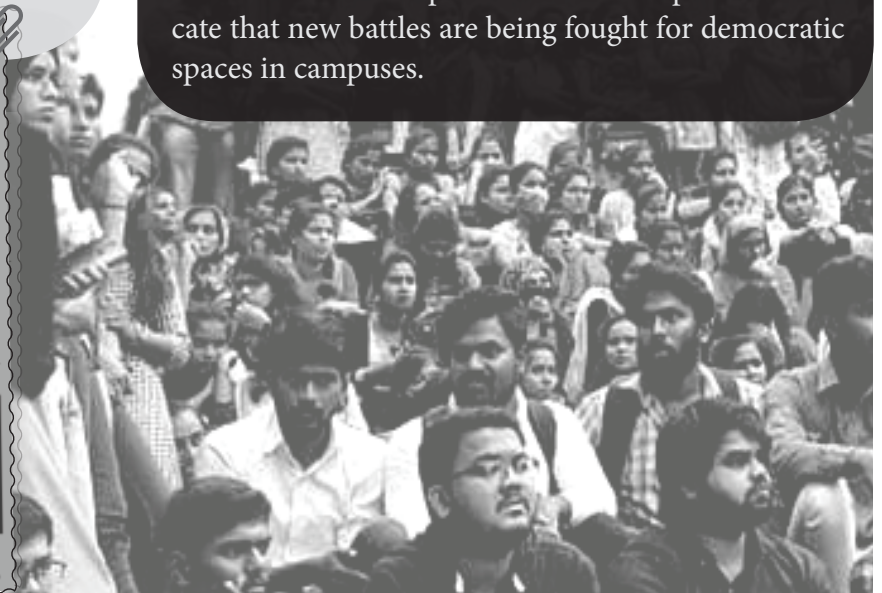 cate that new battles are being fought for democratic
spaces in campuses.